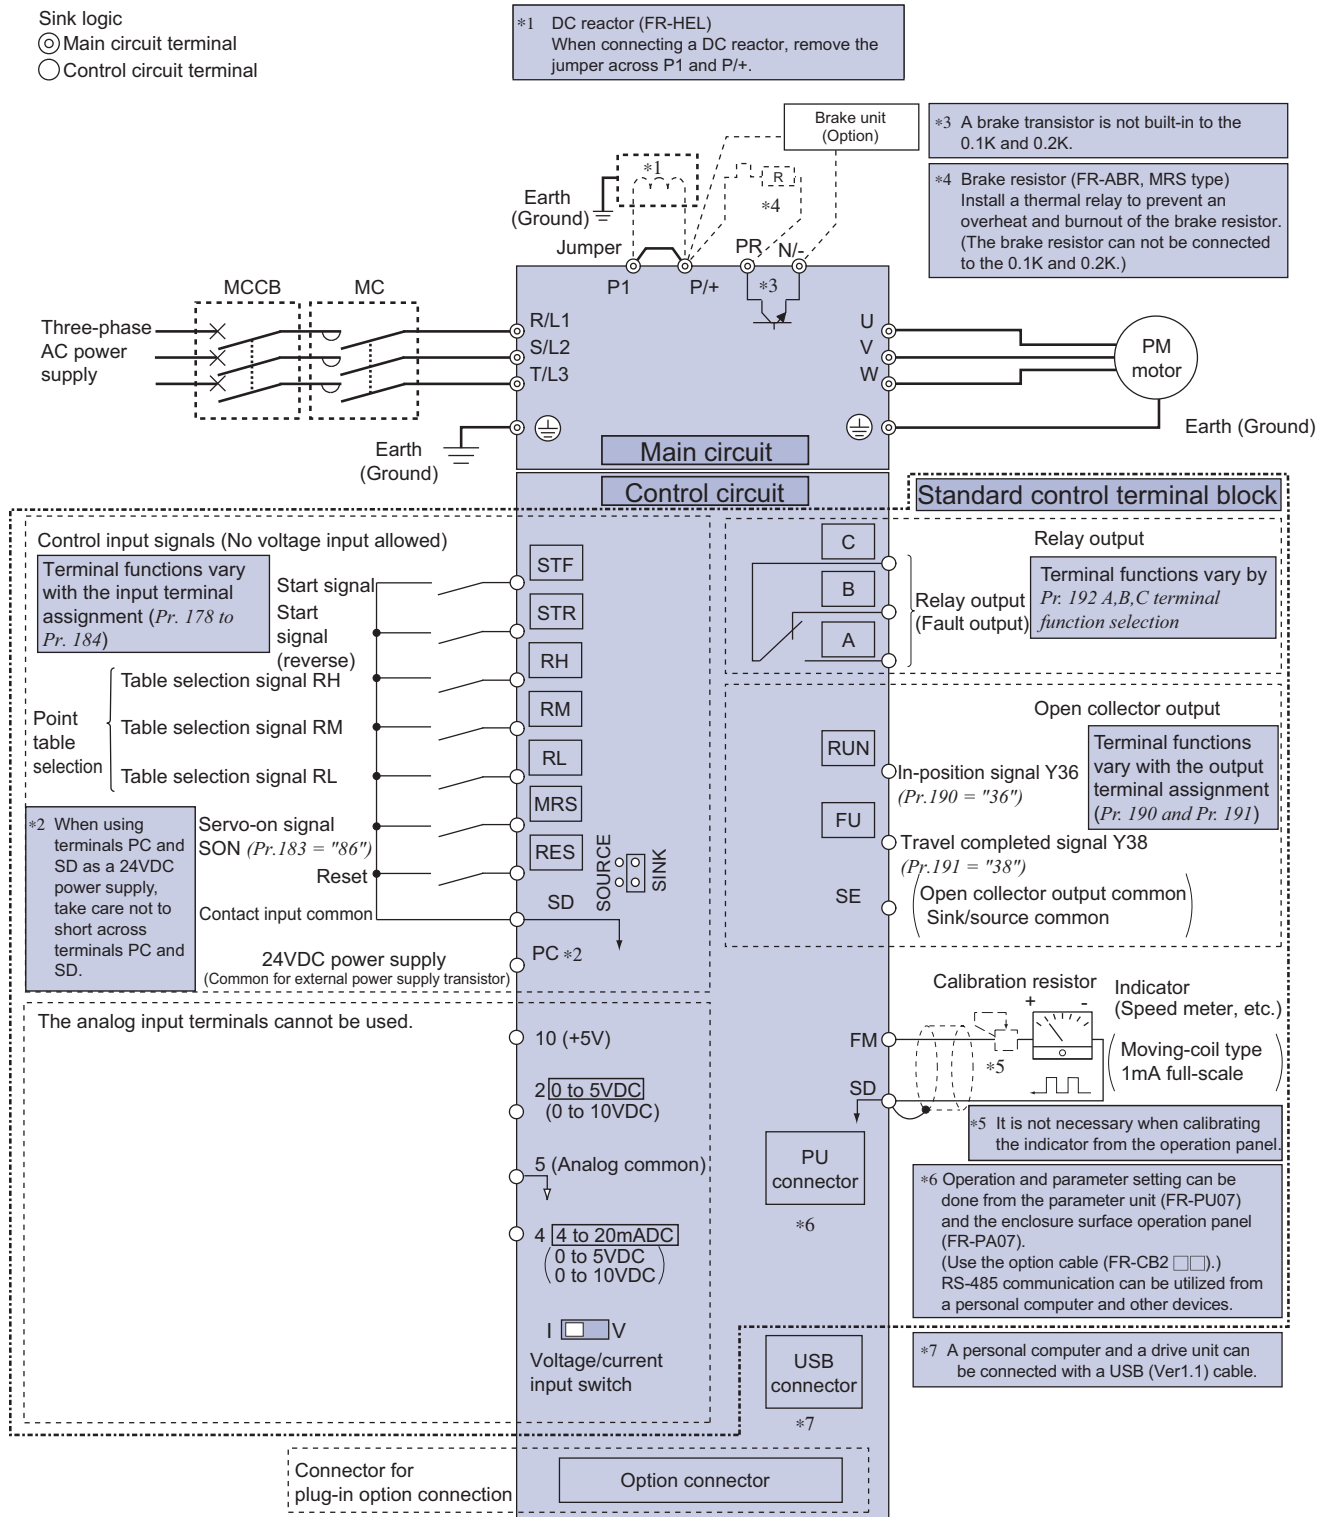 Sink logic
Main circuit terminal
Control circuit terminal
*1 DC reactor (FR-HEL)
When connecting a DC reactor, remove the
jumper across P1 and P/+.
Brake unit
(Option)
*3 A brake transistor is not built-in to the
0.1K and 0.2K.
*4 Brake resistor (FR-ABR, MRS type)
Install a thermal relay to prevent an
overheat and burnout of the brake resistor.
(The brake resistor can not be connected
to the 0.1K and 0.2K.)
*1
R
*4
Earth
(Ground)
Jumper
PR
N/-
P1
P/+
*3
MCCB
MC
Three-phase
AC power
supply
R/L1
S/L2
T/L3
U
V
W
PM
motor
Earth
(Ground)
Earth (Ground)
Main circuit
Control circuit
Standard control terminal block
Control input signals (No voltage input allowed)
Terminal functions vary
with the input terminal
assignment (Pr. 178 to
Pr. 184)
Start signal
Start
signal
(reverse)
Point
table
selection
Table selection signal RH
Table selection signal RM
Table selection signal RL
*2 When using
terminals PC and
SD as a 24VDC
power supply,
take care not to
short across
terminals PC and
SD.
Servo-on signal
SON (Pr.183 = "86")
Reset
Contact input common
24VDC power supply
(Common for external power supply transistor)
STF
STR
RH
RM
RL
MRS
RES
SD
PC *2
SOURCE
SINK
C
B
A
Relay output
Relay output
(Fault output)
Terminal functions vary by
Pr. 192 A,B,C terminal
function selection
Open collector output
RUN
FU
SE
In-position signal Y36
(Pr.190 = "36")
Terminal functions
vary with the output
terminal assignment
(Pr. 190 and Pr. 191)
Travel completed signal Y38
(Pr.191 = "38")
Open collector output common
Sink/source common
The analog input terminals cannot be used.
10 (+5V)
2 0 to 5VDC
(0 to 10VDC)
5 (Analog common)
4 4 to 20mADC
0 to 5VDC
0 to 10VDC
I
V
Voltage/current
input switch
Calibration resistor
Indicator
(Speed meter, etc.)
+
-
FM
*5
Moving-coil type
1mA full-scale
SD
*5 It is not necessary when calibrating
the indicator from the operation panel.
PU
connector
*6
*6 Operation and parameter setting can be
done from the parameter unit (FR-PU07)
and the enclosure surface operation panel
(FR-PA07).
(Use the option cable (FR-CB2 □□).)
RS-485 communication can be utilized from
a personal computer and other devices.
USB
connector
*7
*7 A personal computer and a drive unit can
be connected with a USB (Ver1.1) cable.
Connector for
plug-in option connection
Option connector